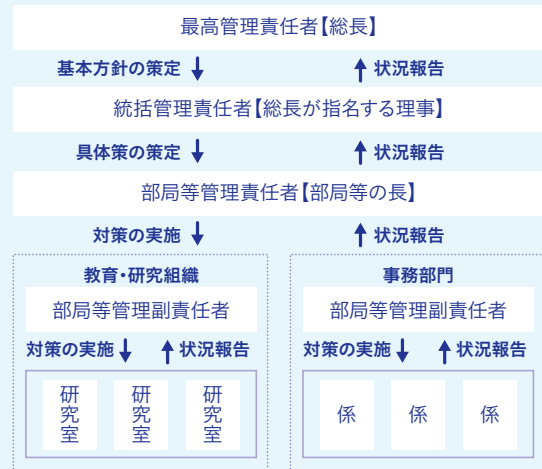 最高管理責任者【総長】
基本方針の策定 状況報告
統括管理責任者【総長が指名する理事】
具体策の策定 状況報告
部局等管理責任者【部局等の長】
対策の実施 状況報告
教育・研究組織
部局等管理副責任者
対策の実施 状況報告
研究室
研究室
研究室
事務部門
部局等管理副責任者
対策の実施 状況報告
係
係
係